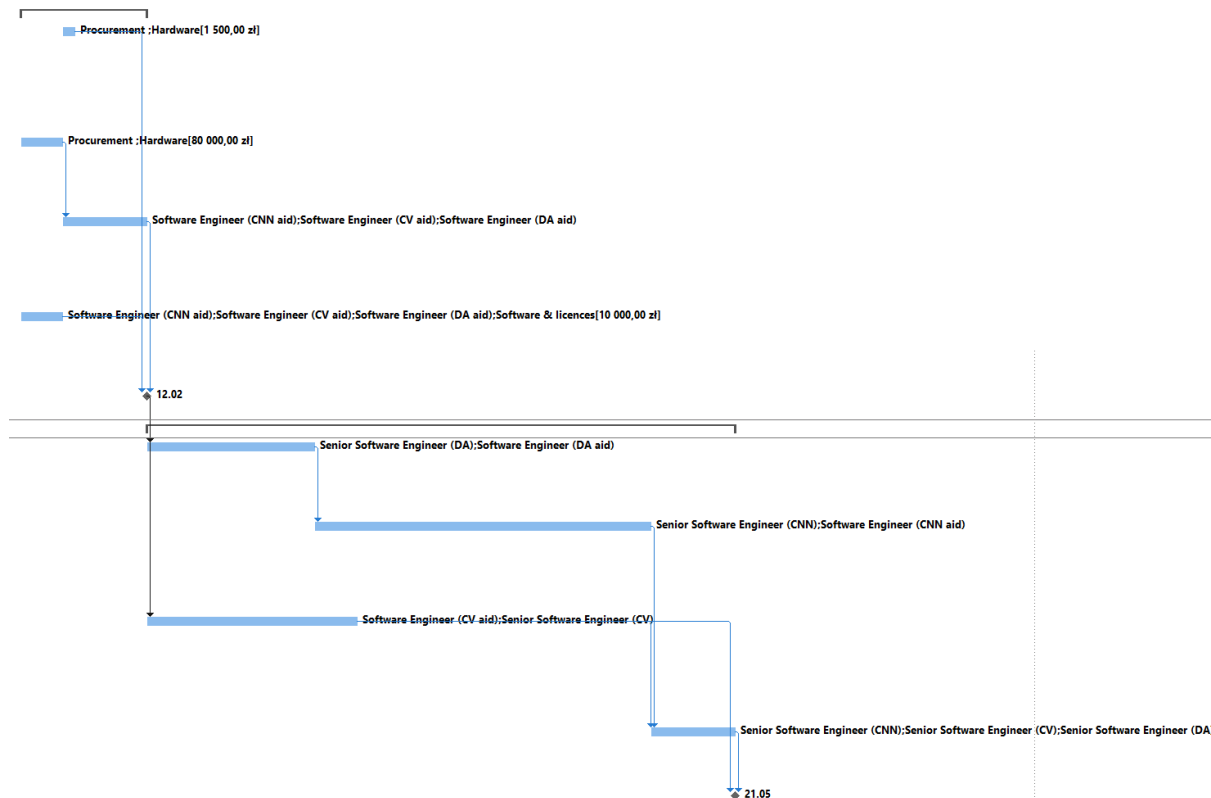 Procurement ;Hardware[1 500,00 zł]
Procurement ;Hardware[80 000,00 zł]
Software Engineer (CNN aid);Software Engineer (CV aid);Software Engineer (DA aid)
Software Engineer (CNN aid);Software Engineer (CV aid);Software Engineer (DA aid);Software & licences[10 000,00 zł]
12.02
Senior Software Engineer (DA);Software Engineer (DA aid)
Senior Software Engineer (CNN);Software Engineer (CNN aid)
Software Engineer (CV aid);Senior Software Engineer (CV)
Senior Software Engineer (CNN);Senior Software Engineer (CV);Senior Software Engineer (DA
21.05